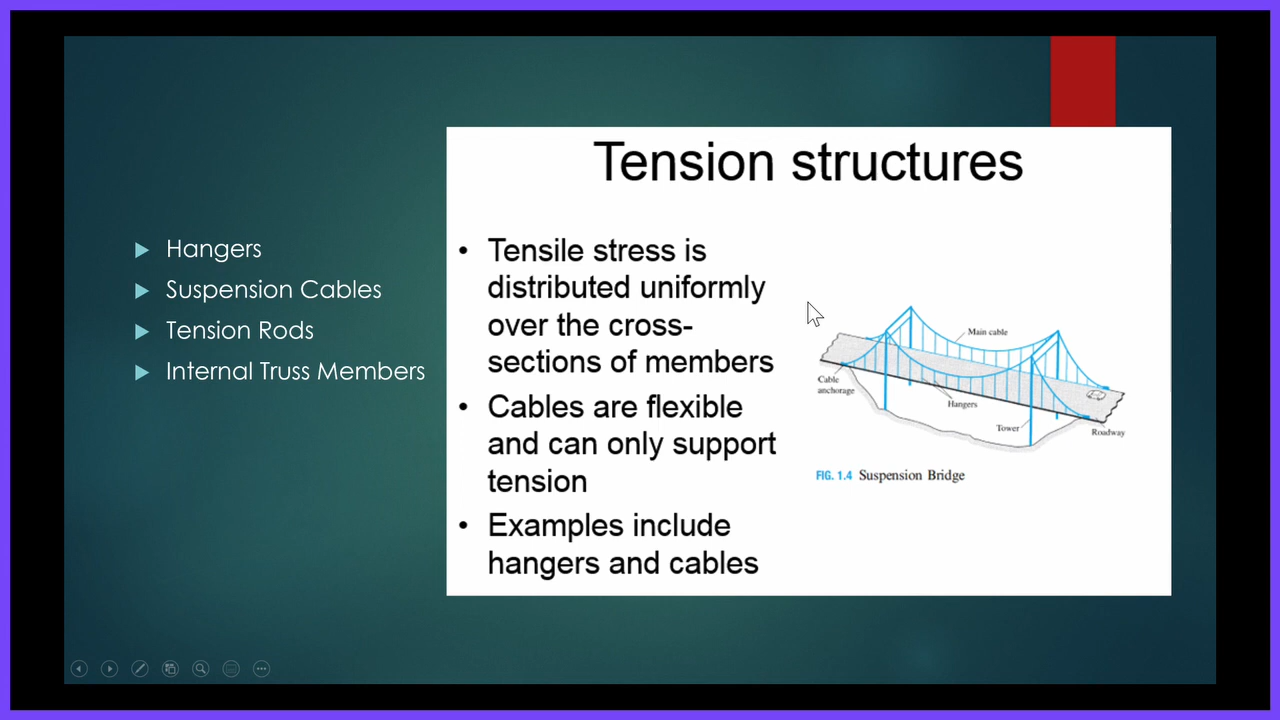 Tension structures
Hangers
Suspension Cables
Tension Rods
Internal Truss Members
• Tensile stress is
distributed uniformly
over the cross-
sections of members
• Cables are flexible
and can only support
tension
• Examples include
hangers and cables
Main cable
Cable
anchorage
Hangers
Tower
Roadway
FIG. 1.4 Suspension Bridge